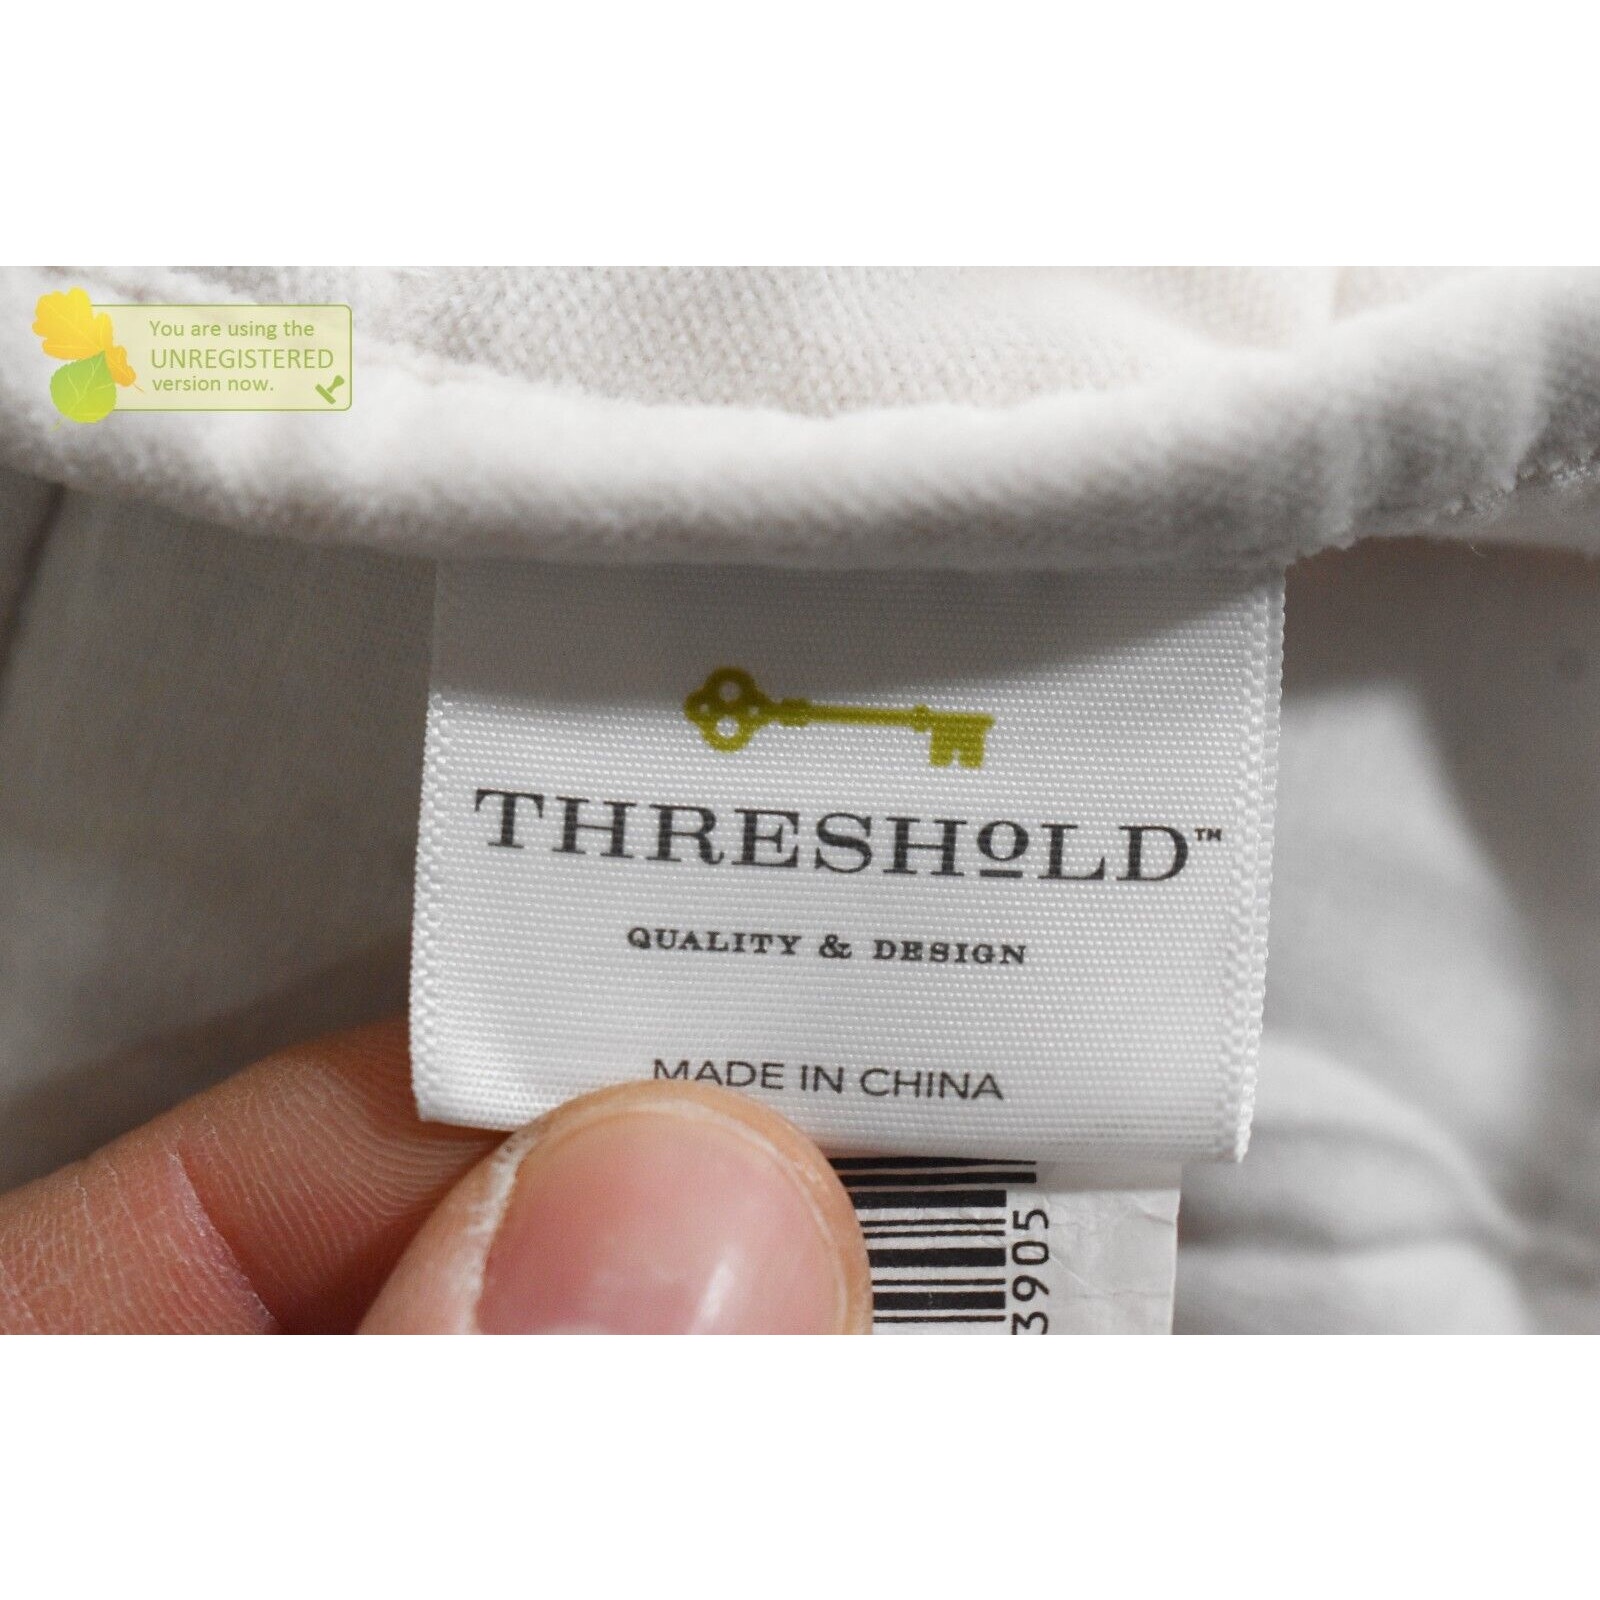 You are using the
UNREGISTERED
version now.
THRESHOLD™
QUALITY & DESIGN
MADE IN CHINA
3905